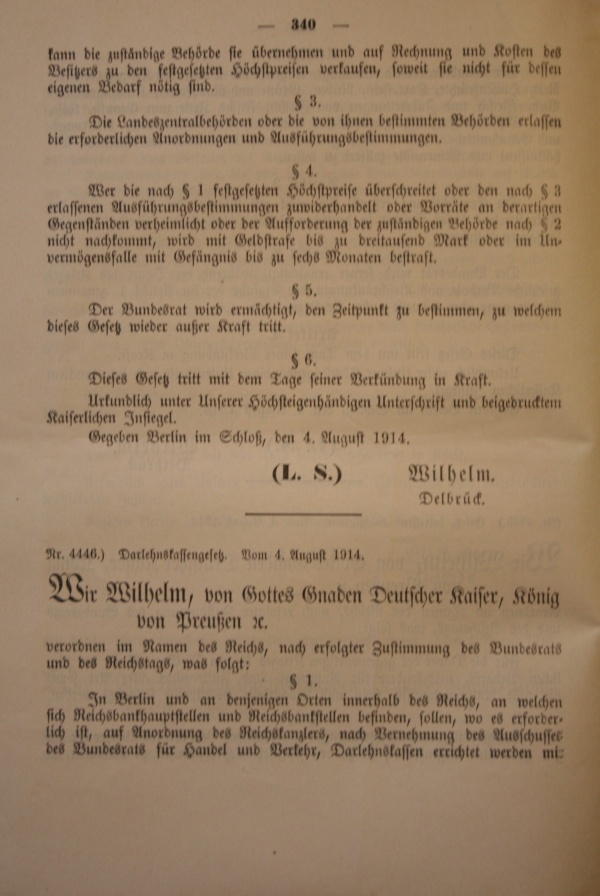 — 340 —
kann die zuständige Behörde sie übernehmen und auf Rechnung und Kosten des
Besitzers zu den festgesetzten Höchstpreisen verkaufen, soweit sie nicht für dessen
eigenen Bedarf nötig sind.
§ 3.
Die Landeszentralbehörden oder die von ihnen bestimmten Behörden erlassen
die erforderlichen Anordnungen und Ausführungsbestimmungen.
§ 4.
Wer die nach § 1 festgesetzten Höchstpreise überschreitet oder den nach § 3
erlassenen Ausführungsbestimmungen zuwiderhandelt oder Vorräte an derartigen
Gegenständen verheimlicht oder der Aufforderung der zuständigen Behörde nach § 2
nicht nachkommt, wird mit Geldstrafe bis zu dreitausend Mark oder im Un-
vermögensfalle mit Gefängnis bis zu sechs Monaten bestraft.
§ 5.
Der Bundesrat wird ermächtigt, den Zeitpunkt zu bestimmen, zu welchem
dieses Gesetz wieder außer Kraft tritt.
§ 6.
Dieses Gesetz tritt mit dem Tage seiner Verkündung in Kraft.
Urkundlich unter Unserer Höchsteigenhändigen Unterschrift und beigedrucktem
Kaiserlichen Insiegel.
Gegeben Berlin im Schloß, den 4. August 1914.
(L. S.) Wilhelm.
Delbrück.
Nr. 4446.) Darlehnskassengesetz. Vom 4. August 1914.
Wir Wilhelm, von Gottes Gnaden Deutscher Kaiser, König
von Preußen ꝛc.
verordnen im Namen des Reichs, nach erfolgter Zustimmung des Bundesrats
und des Reichstags, was folgt:
§ 1.
In Berlin und an denjenigen Orten innerhalb des Reichs, an welchen
sich Reichsbankhauptstellen und Reichsbankstellen befinden, sollen, wo es erforder-
lich ist, auf Anordnung des Reichskanzlers, nach Vernehmung des Ausschusses
des Bundesrats für Handel und Verkehr, Darlehnskassen errichtet werden mit